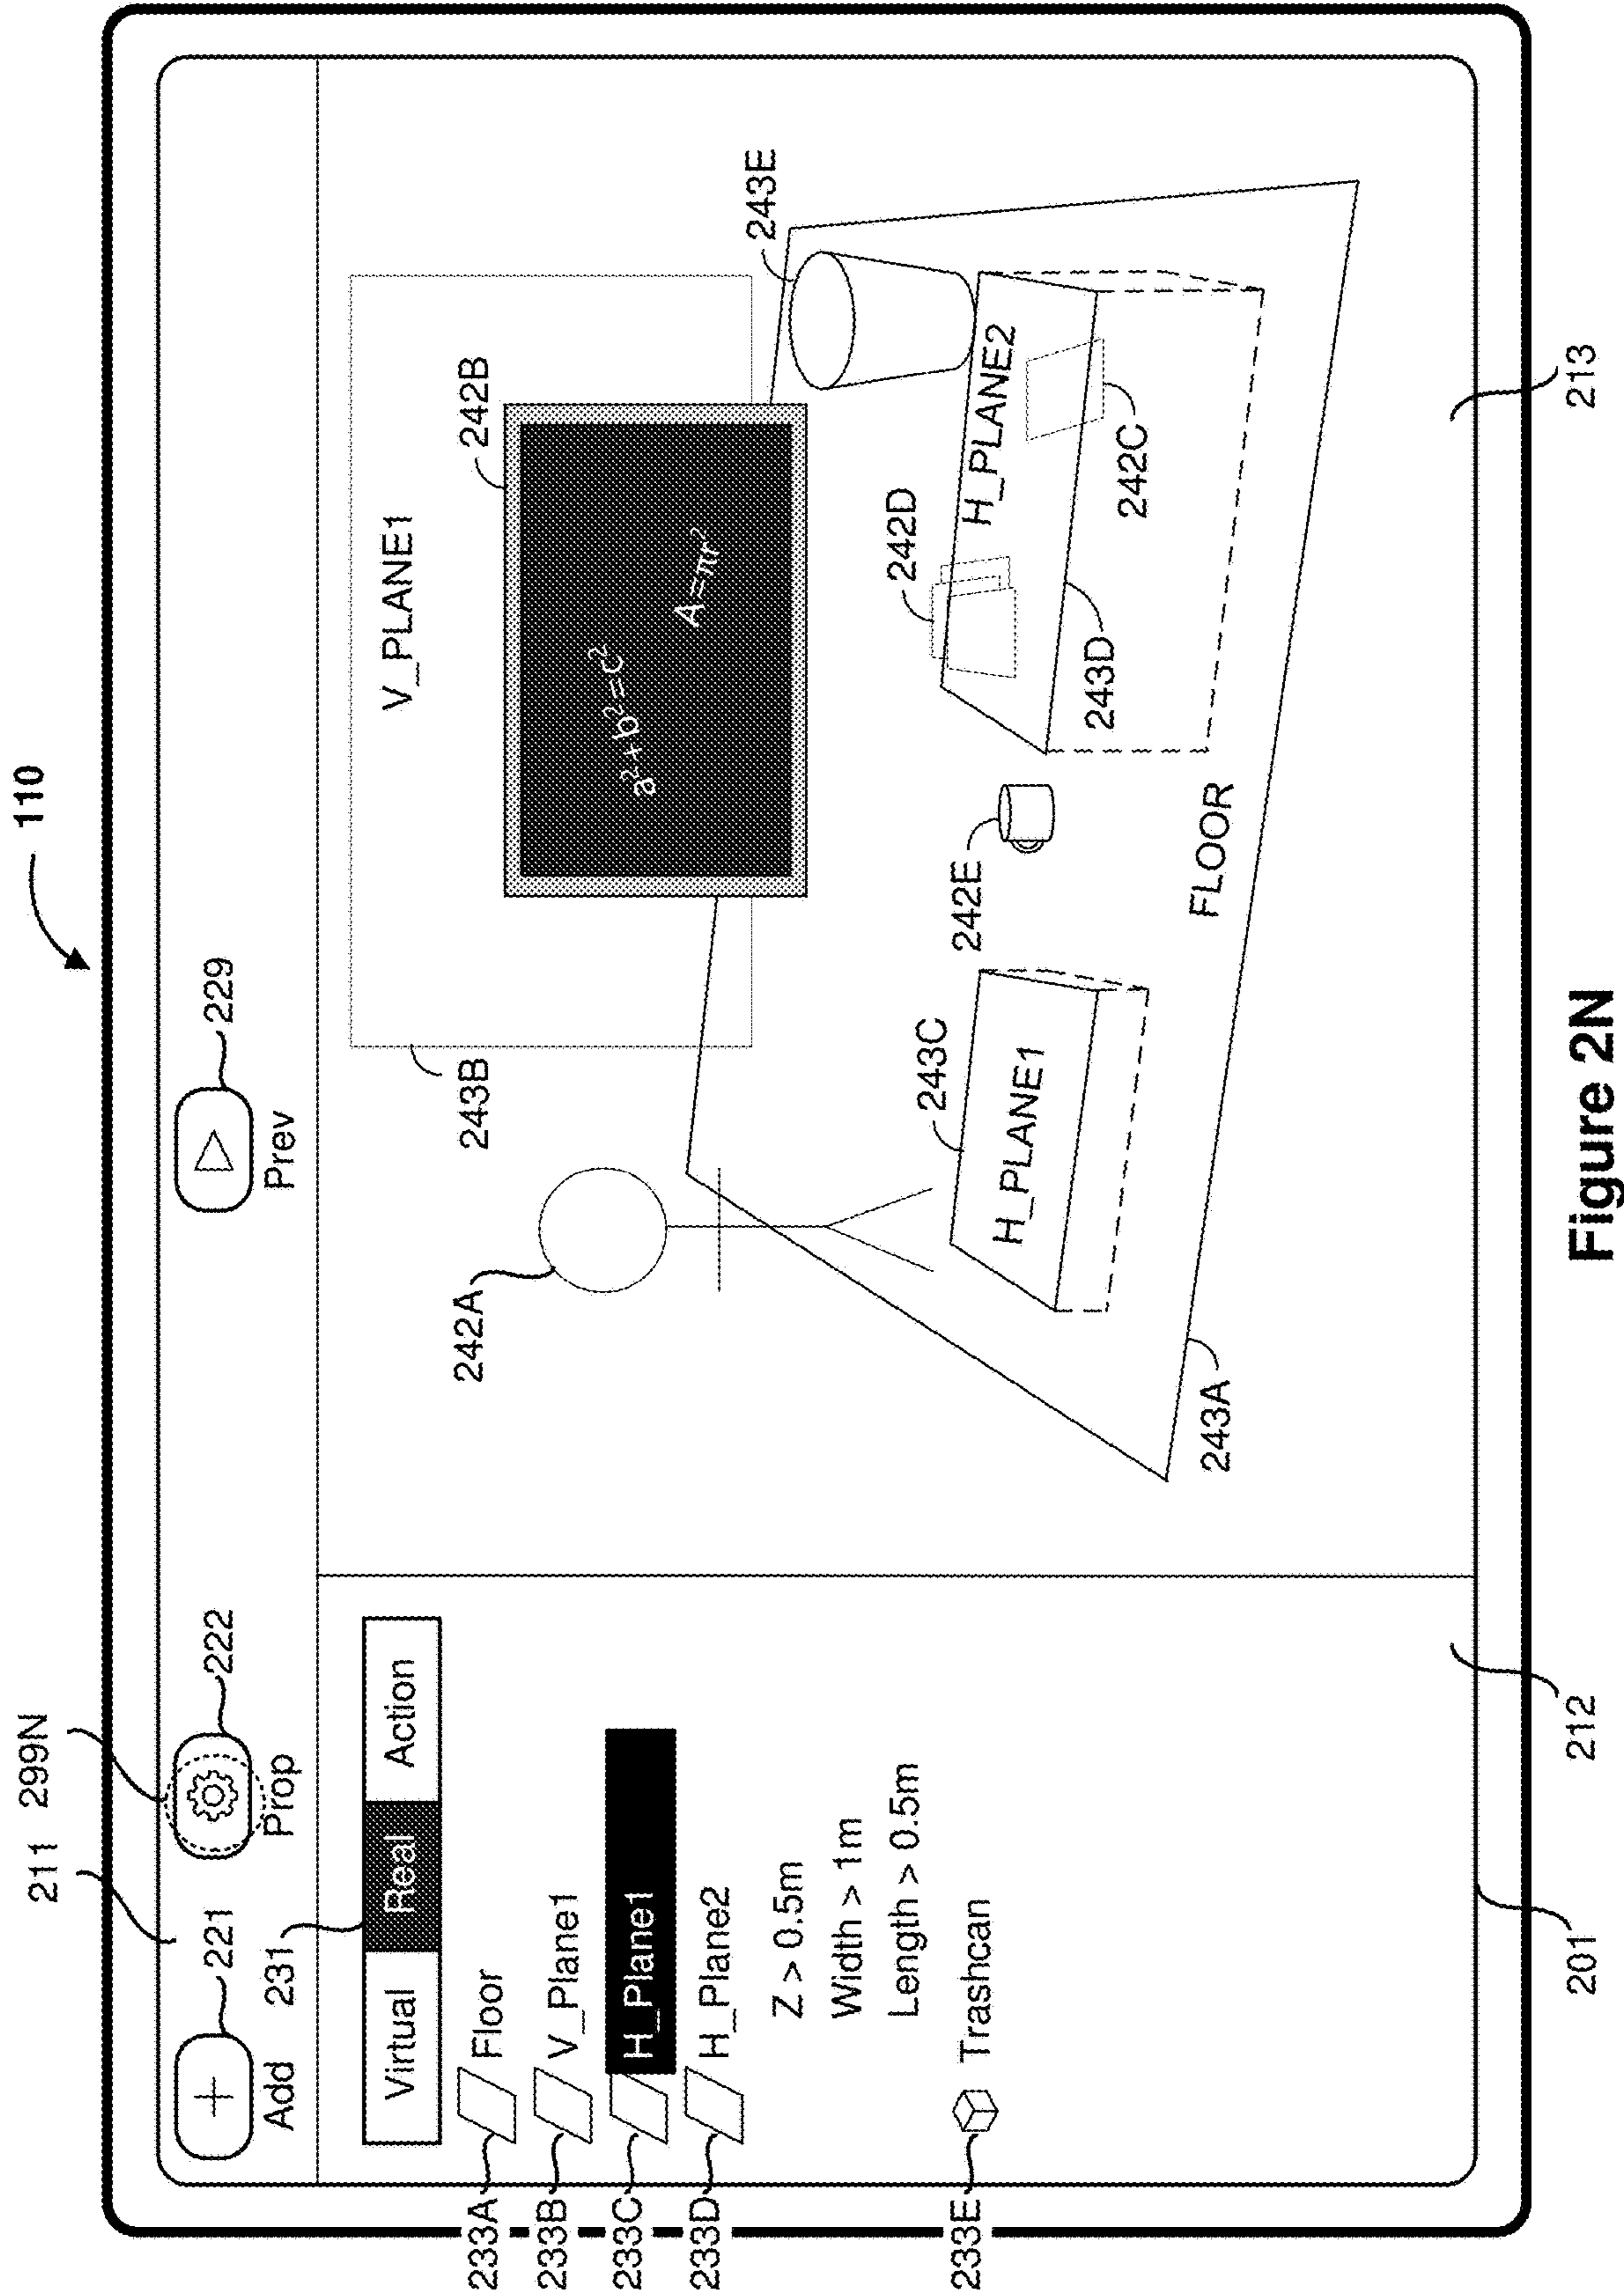 110
211 299N
221
222
229
Add
Prop
Prev
231
Virtual Real Action
233A Floor
233B V_Plane1
233C H_Plane1
233D H_Plane2
Z > 0.5m
Width > 1m
Length > 0.5m
233E Trashcan
242A
243B
V_PLANE1
242B
a²+b²=c²
A=πr²
243E
243C
H_PLANE1
242E
242D
H_PLANE2
242C
243D
FLOOR
243A
201
212
213
Figure 2N